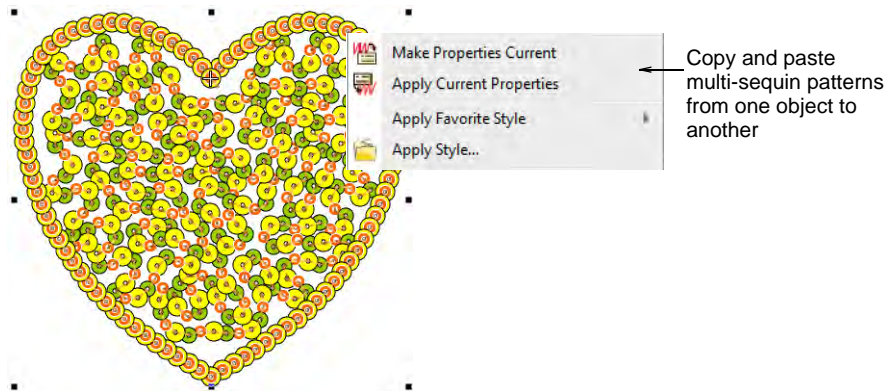 Make Properties Current
Apply Current Properties
Apply Favorite Style
Apply Style...
Copy and paste
multi-sequin patterns
from one object to
another